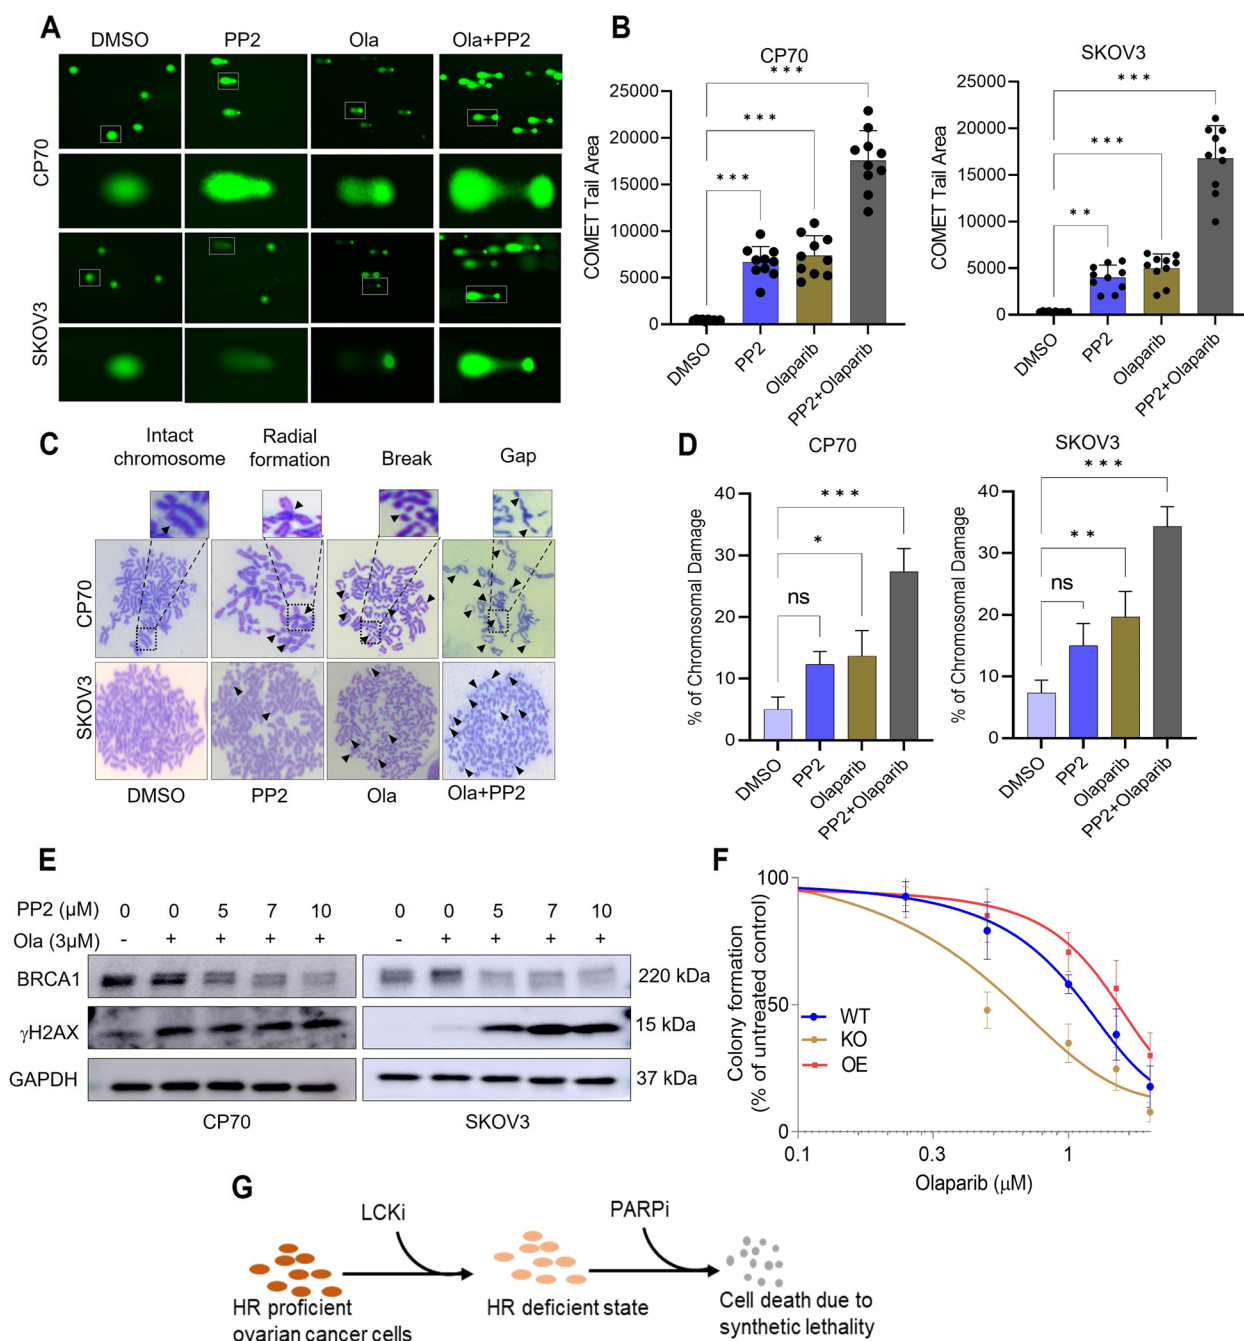 A
DMSO PP2 Ola Ola+PP2
CP70
SKOV3
B
CP70
COMET Tail Area
25000
20000
15000
10000
5000
0
***
***
***
DMSO
PP2
Olaparib
PP2+Olaparib
SKOV3
COMET Tail Area
25000
20000
15000
10000
5000
0
***
***
**
DMSO
PP2
Olaparib
PP2+Olaparib
C
Intact chromosome
Radial formation
Break
Gap
CP70
SKOV3
DMSO PP2 Ola Ola+PP2
D
CP70
% of Chromosomal Damage
40
30
20
10
0
***
*
ns
DMSO
PP2
Olaparib
PP2+Olaparib
SKOV3
% of Chromosomal Damage
40
30
20
10
0
***
**
ns
DMSO
PP2
Olaparib
PP2+Olaparib
E
PP2 (μM) 0 0 5 7 10 0 0 5 7 10
Ola (3μM) - + + + + - + + + +
BRCA1 220 kDa
γH2AX 15 kDa
GAPDH 37 kDa
CP70 SKOV3
F
Colony formation
(% of untreated control)
100
50
0
WT
KO
OE
0.1 0.3 1
Olaparib (μM)
G
LCKi PARPi
HR proficient
ovarian cancer cells
HR deficient state
Cell death due to
synthetic lethality